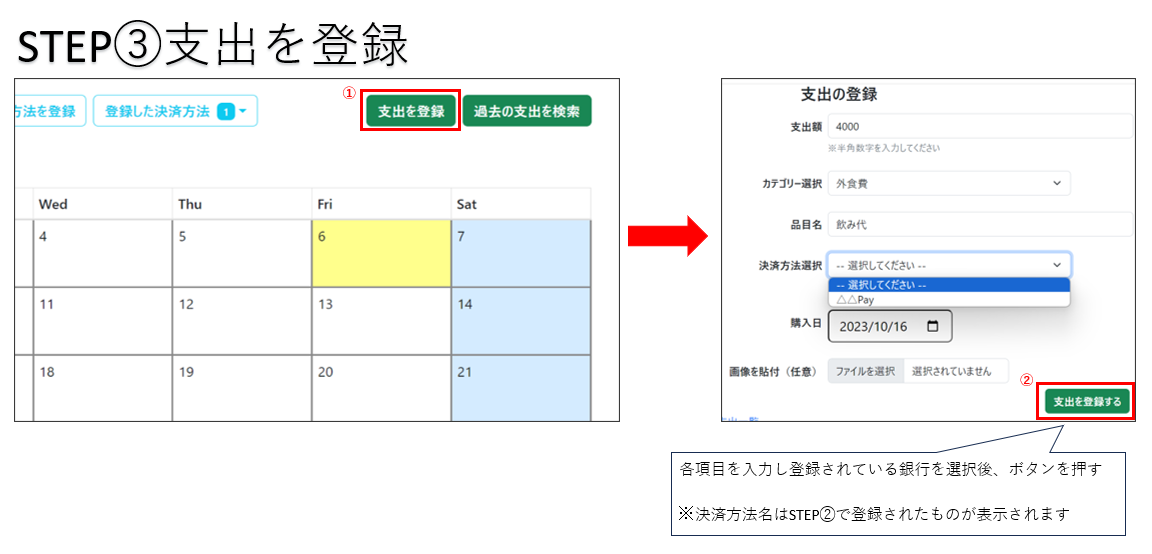 STEP③支出を登録
方法を登録
登録した決済方法 1
①
支出を登録
過去の支出を検索
Wed Thu Fri Sat
4 5 6 7
11 12 13 14
18 19 20 21
支出の登録
支出額 4000
※半角数字を入力してください
カテゴリー選択 外食費
品目名 飲み代
決済方法選択 -- 選択してください --
-- 選択してください --
△△Pay
購入日 2023/10/16
画像を貼付（任意） ファイルを選択 選択されていません
②
支出を登録する
各項目を入力し登録されている銀行を選択後、ボタンを押す
※決済方法名はSTEP②で登録されたものが表示されます